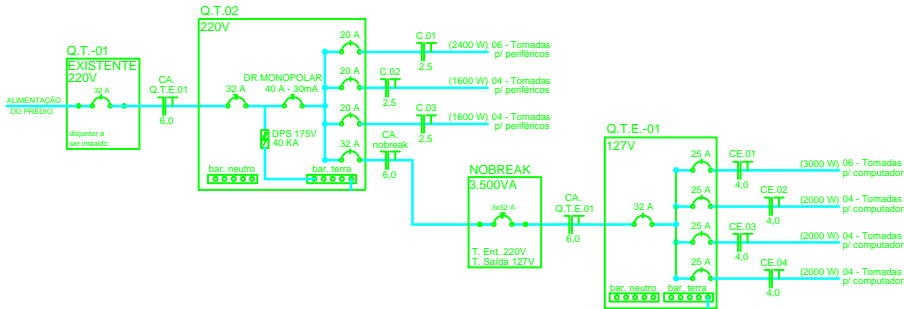 Q.T.-01
EXISTENTE
220V
32 A
disjuntor a
ser instaldo
ALIMENTAÇÃO
DO PRÉDIO
CA.
Q.T.E.01
6,0
Q.T.02
220V
32 A
DR MONOPOLAR
40 A - 30mA
DPS 175V
40 KA
bar. neutro
bar. terra
20 A
C.01
2,5
(2400 W) 06 - Tomadas
p/ periféricos
20 A
C.02
2,5
(1600 W) 04 - Tomadas
p/ periféricos
20 A
C.03
2,5
(1600 W) 04 - Tomadas
p/ periféricos
32 A
CA.
nobreak
6,0
NOBREAK
3.500VA
3x32 A
T. Ent. 220V
T. Saída 127V
CA.
Q.T.E.01
6,0
Q.T.E.-01
127V
32 A
bar. neutro
bar. terra
25 A
CE.01
4,0
(3000 W) 06 - Tomadas
p/ computador
25 A
CE.02
4,0
(2000 W) 04 - Tomadas
p/ computador
25 A
CE.03
4,0
(2000 W) 04 - Tomadas
p/ computador
25 A
CE.04
4,0
(2000 W) 04 - Tomadas
p/ computador